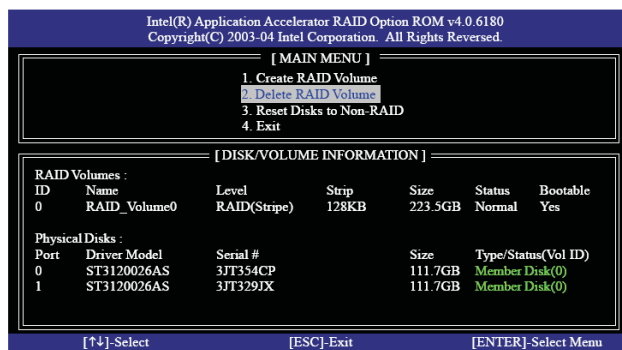 Intel(R) Application Accelerator RAID Option ROM v4.0.6180
Copyright(C) 2003-04 Intel Corporation. All Rights Reversed.
[ MAIN MENU ]
1. Create RAID Volume
2. Delete RAID Volume
3. Reset Disks to Non-RAID
4. Exit
[ DISK/VOLUME INFORMATION ]
RAID Volumes :
ID Name Level Strip Size Status Bootable
0 RAID_Volume0 RAID(Stripe) 128KB 223.5GB Normal Yes
Physical Disks :
Port Driver Model Serial # Size Type/Status(Vol ID)
0 ST3120026AS 3JT354CP 111.7GB Member Disk(0)
1 ST3120026AS 3JT329JX 111.7GB Member Disk(0)
[↑↓]-Select [ESC]-Exit [ENTER]-Select Menu